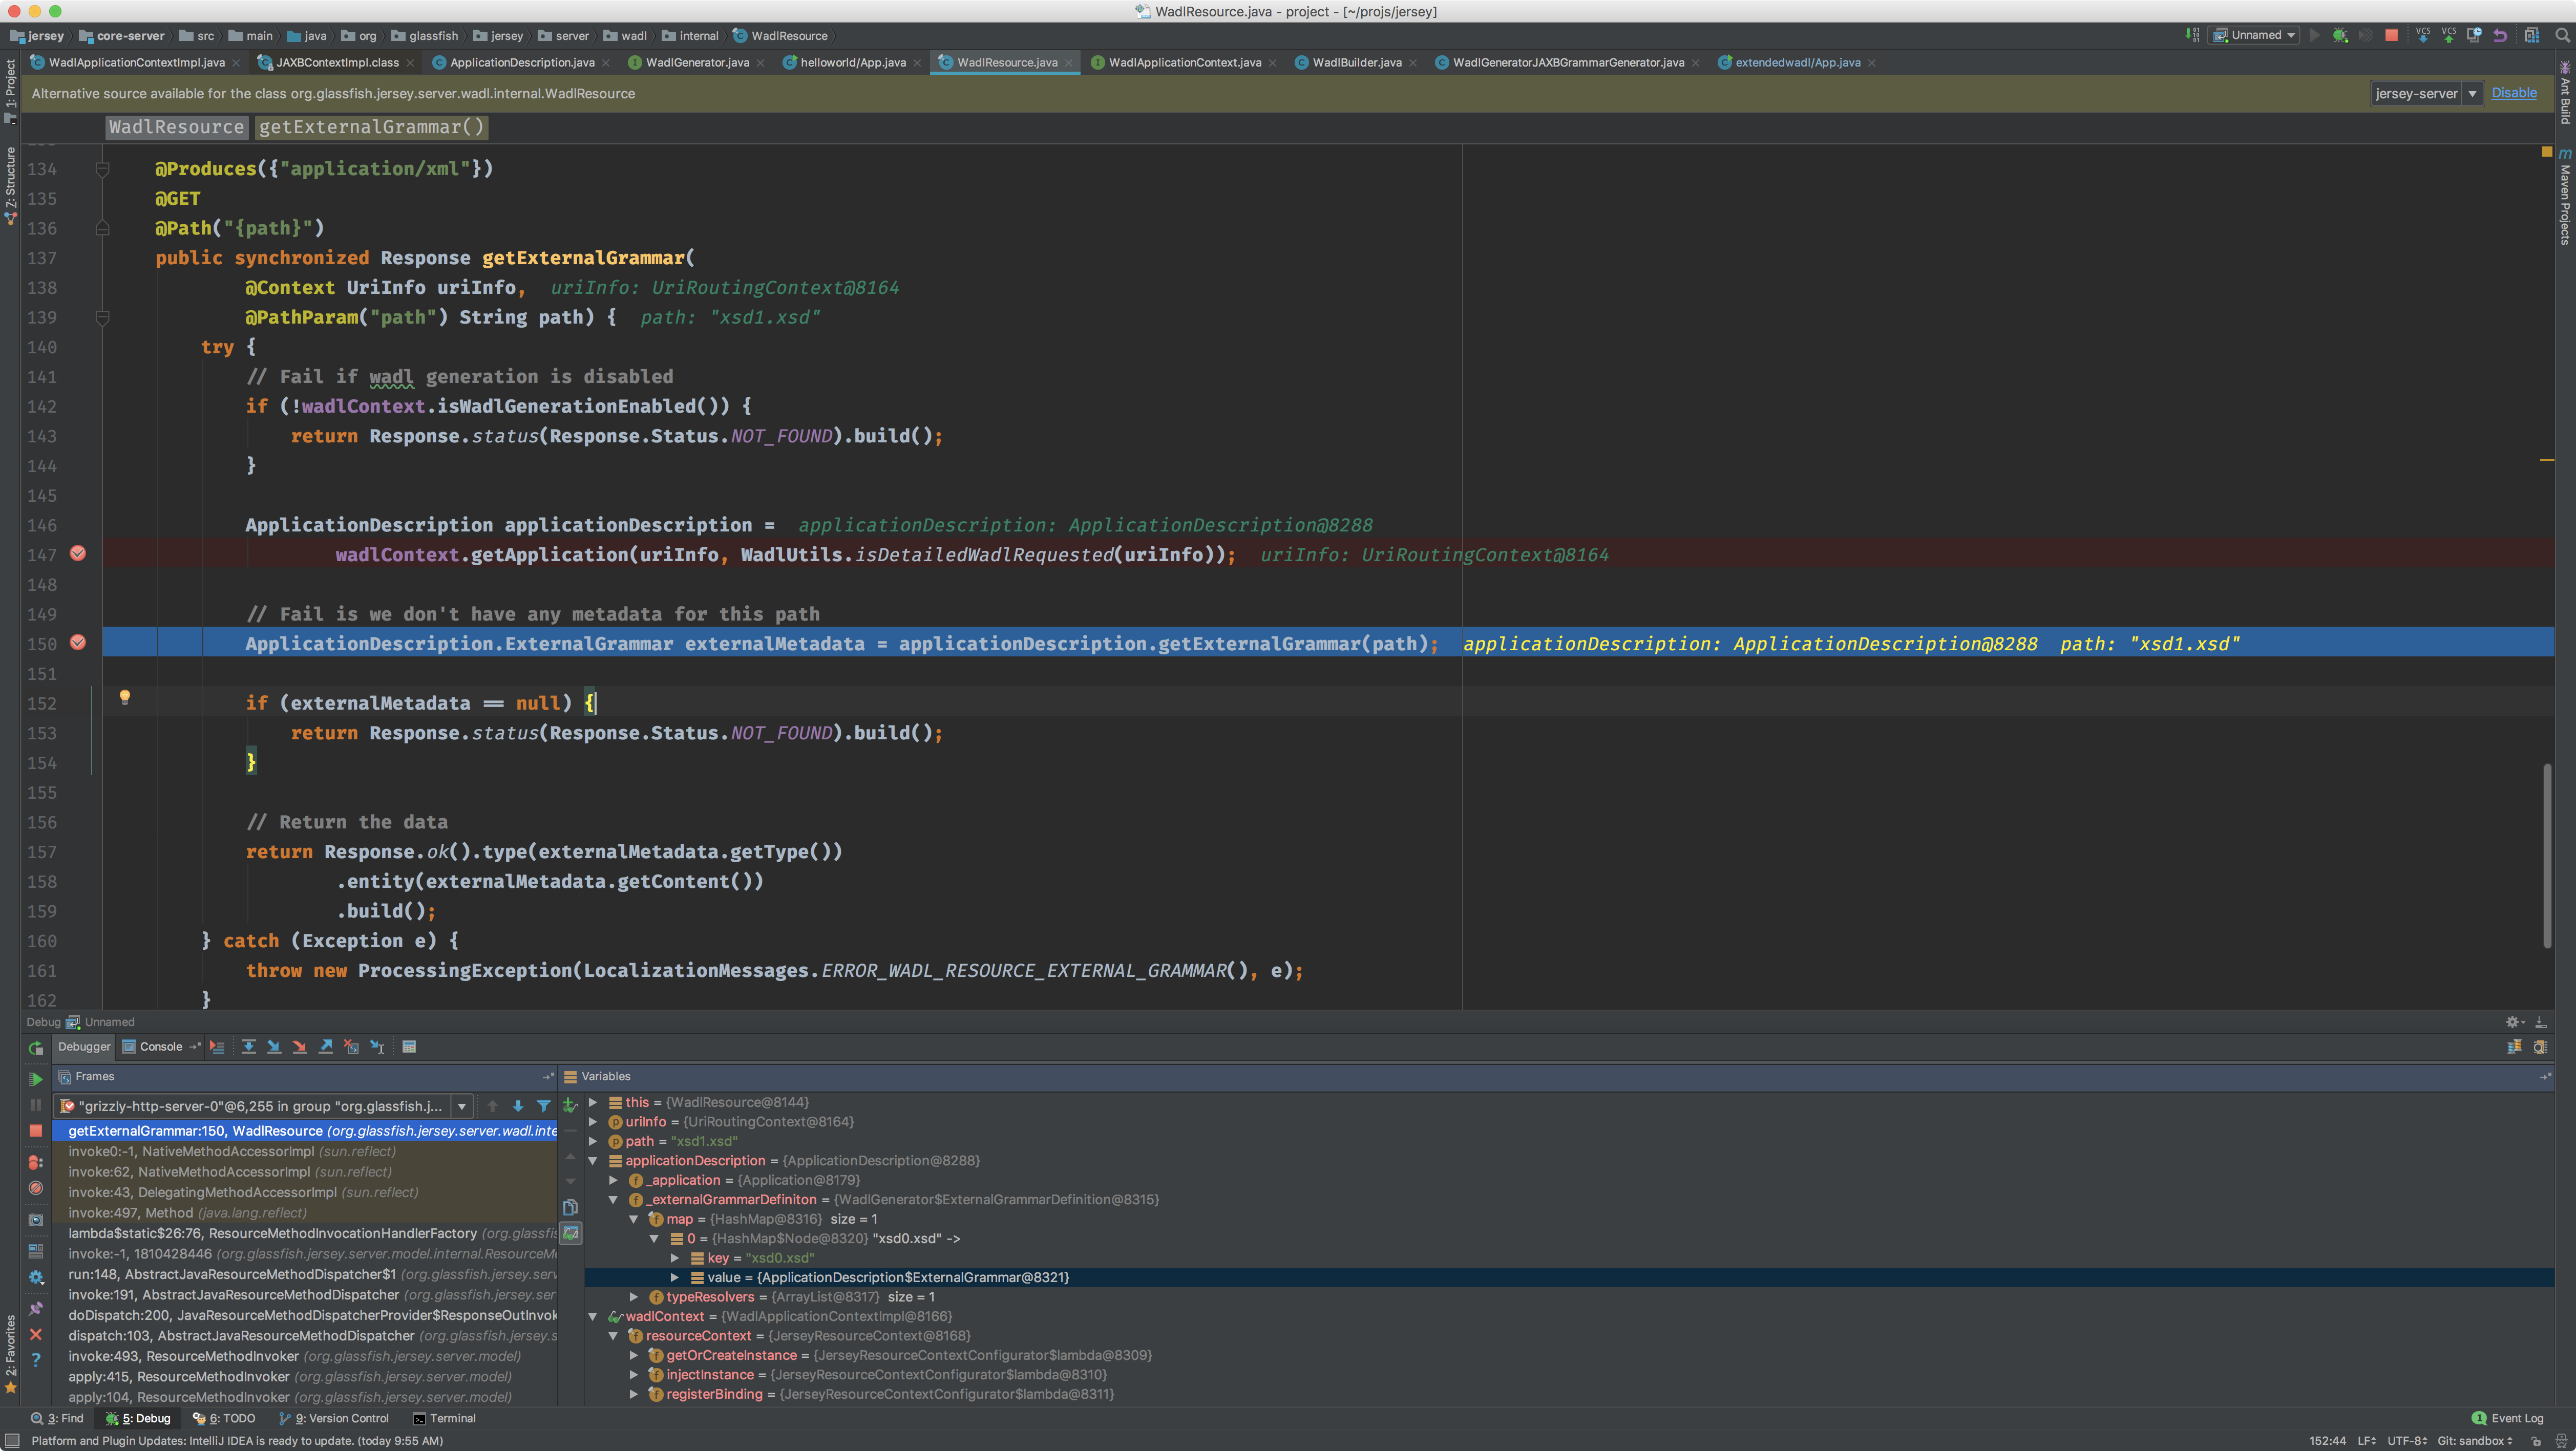 WadlResource.java - project - [~/projs/jersey]
jersey core-server src main java org glassfish jersey server wadl internal WadlResource Unnamed
WadlApplicationContextImpl.java JAXBContextImpl.class ApplicationDescription.java WadlGenerator.java helloworld/App.java WadlResource.java WadlApplicationContext.java WadlBuilder.java WadlGeneratorJAXBGrammarGenerator.java extendedwadl/App.java
Alternative source available for the class org.glassfish.jersey.server.wadl.internal.WadlResource jersey-server Disable
WadlResource getExternalGrammar()
134 @Produces({"application/xml"})
135 @GET
136 @Path("{path}")
137 public synchronized Response getExternalGrammar(
138 @Context UriInfo uriInfo, uriInfo: UriRoutingContext@8164
139 @PathParam("path") String path) { path: "xsd1.xsd"
140 try {
141 // Fail if wadl generation is disabled
142 if (!wadlContext.isWadlGenerationEnabled()) {
143 return Response.status(Response.Status.NOT_FOUND).build();
144 }
145
146 ApplicationDescription applicationDescription = applicationDescription: ApplicationDescription@8288
147 wadlContext.getApplication(uriInfo, WadlUtils.isDetailedWadlRequested(uriInfo)); uriInfo: UriRoutingContext@8164
148
149 // Fail is we don't have any metadata for this path
150 ApplicationDescription.ExternalGrammar externalMetadata = applicationDescription.getExternalGrammar(path); applicationDescription: ApplicationDescription@8288 path: "xsd1.xsd"
151
152 if (externalMetadata == null) {
153 return Response.status(Response.Status.NOT_FOUND).build();
154 }
155
156 // Return the data
157 return Response.ok().type(externalMetadata.getType())
158 .entity(externalMetadata.getContent())
159 .build();
160 } catch (Exception e) {
161 throw new ProcessingException(LocalizationMessages.ERROR_WADL_RESOURCE_EXTERNAL_GRAMMAR(), e);
162 }
Debug Unnamed
Debugger Console
Frames
"grizzly-http-server-0"@6,255 in group "org.glassfish.j...
getExternalGrammar:150, WadlResource (org.glassfish.jersey.server.wadl.inte
invoke0:-1, NativeMethodAccessorImpl (sun.reflect)
invoke:62, NativeMethodAccessorImpl (sun.reflect)
invoke:43, DelegatingMethodAccessorImpl (sun.reflect)
invoke:497, Method (java.lang.reflect)
lambda$static$26:76, ResourceMethodInvocationHandlerFactory (org.glassfis
invoke:-1, 1810428446 (org.glassfish.jersey.server.model.internal.ResourceMe
run:148, AbstractJavaResourceMethodDispatcher$1 (org.glassfish.jersey.serv
invoke:191, AbstractJavaResourceMethodDispatcher (org.glassfish.jersey.ser
doDispatch:200, JavaResourceMethodDispatcherProvider$ResponseOutInvok
dispatch:103, AbstractJavaResourceMethodDispatcher (org.glassfish.jersey.s
invoke:493, ResourceMethodInvoker (org.glassfish.jersey.server.model)
apply:415, ResourceMethodInvoker (org.glassfish.jersey.server.model)
apply:104, ResourceMethodInvoker (org.glassfish.jersey.server.model)
Variables
this = {WadlResource@8144}
uriInfo = {UriRoutingContext@8164}
path = "xsd1.xsd"
applicationDescription = {ApplicationDescription@8288}
_application = {Application@8179}
_externalGrammarDefiniton = {WadlGenerator$ExternalGrammarDefinition@8315}
map = {HashMap@8316} size = 1
0 = {HashMap$Node@8320} "xsd0.xsd" ->
key = "xsd0.xsd"
value = {ApplicationDescription$ExternalGrammar@8321}
typeResolvers = {ArrayList@8317} size = 1
wadlContext = {WadlApplicationContextImpl@8166}
resourceContext = {JerseyResourceContext@8168}
getOrCreateInstance = {JerseyResourceContextConfigurator$lambda@8309}
injectInstance = {JerseyResourceContextConfigurator$lambda@8310}
registerBinding = {JerseyResourceContextConfigurator$lambda@8311}
1: Project
Z: Structure
2: Favorites
Ant Build
Maven Projects
3: Find 5: Debug 6: TODO 9: Version Control Terminal 1 Event Log
Platform and Plugin Updates: IntelliJ IDEA is ready to update. (today 9:55 AM) 152:44 LF UTF-8 Git: sandbox